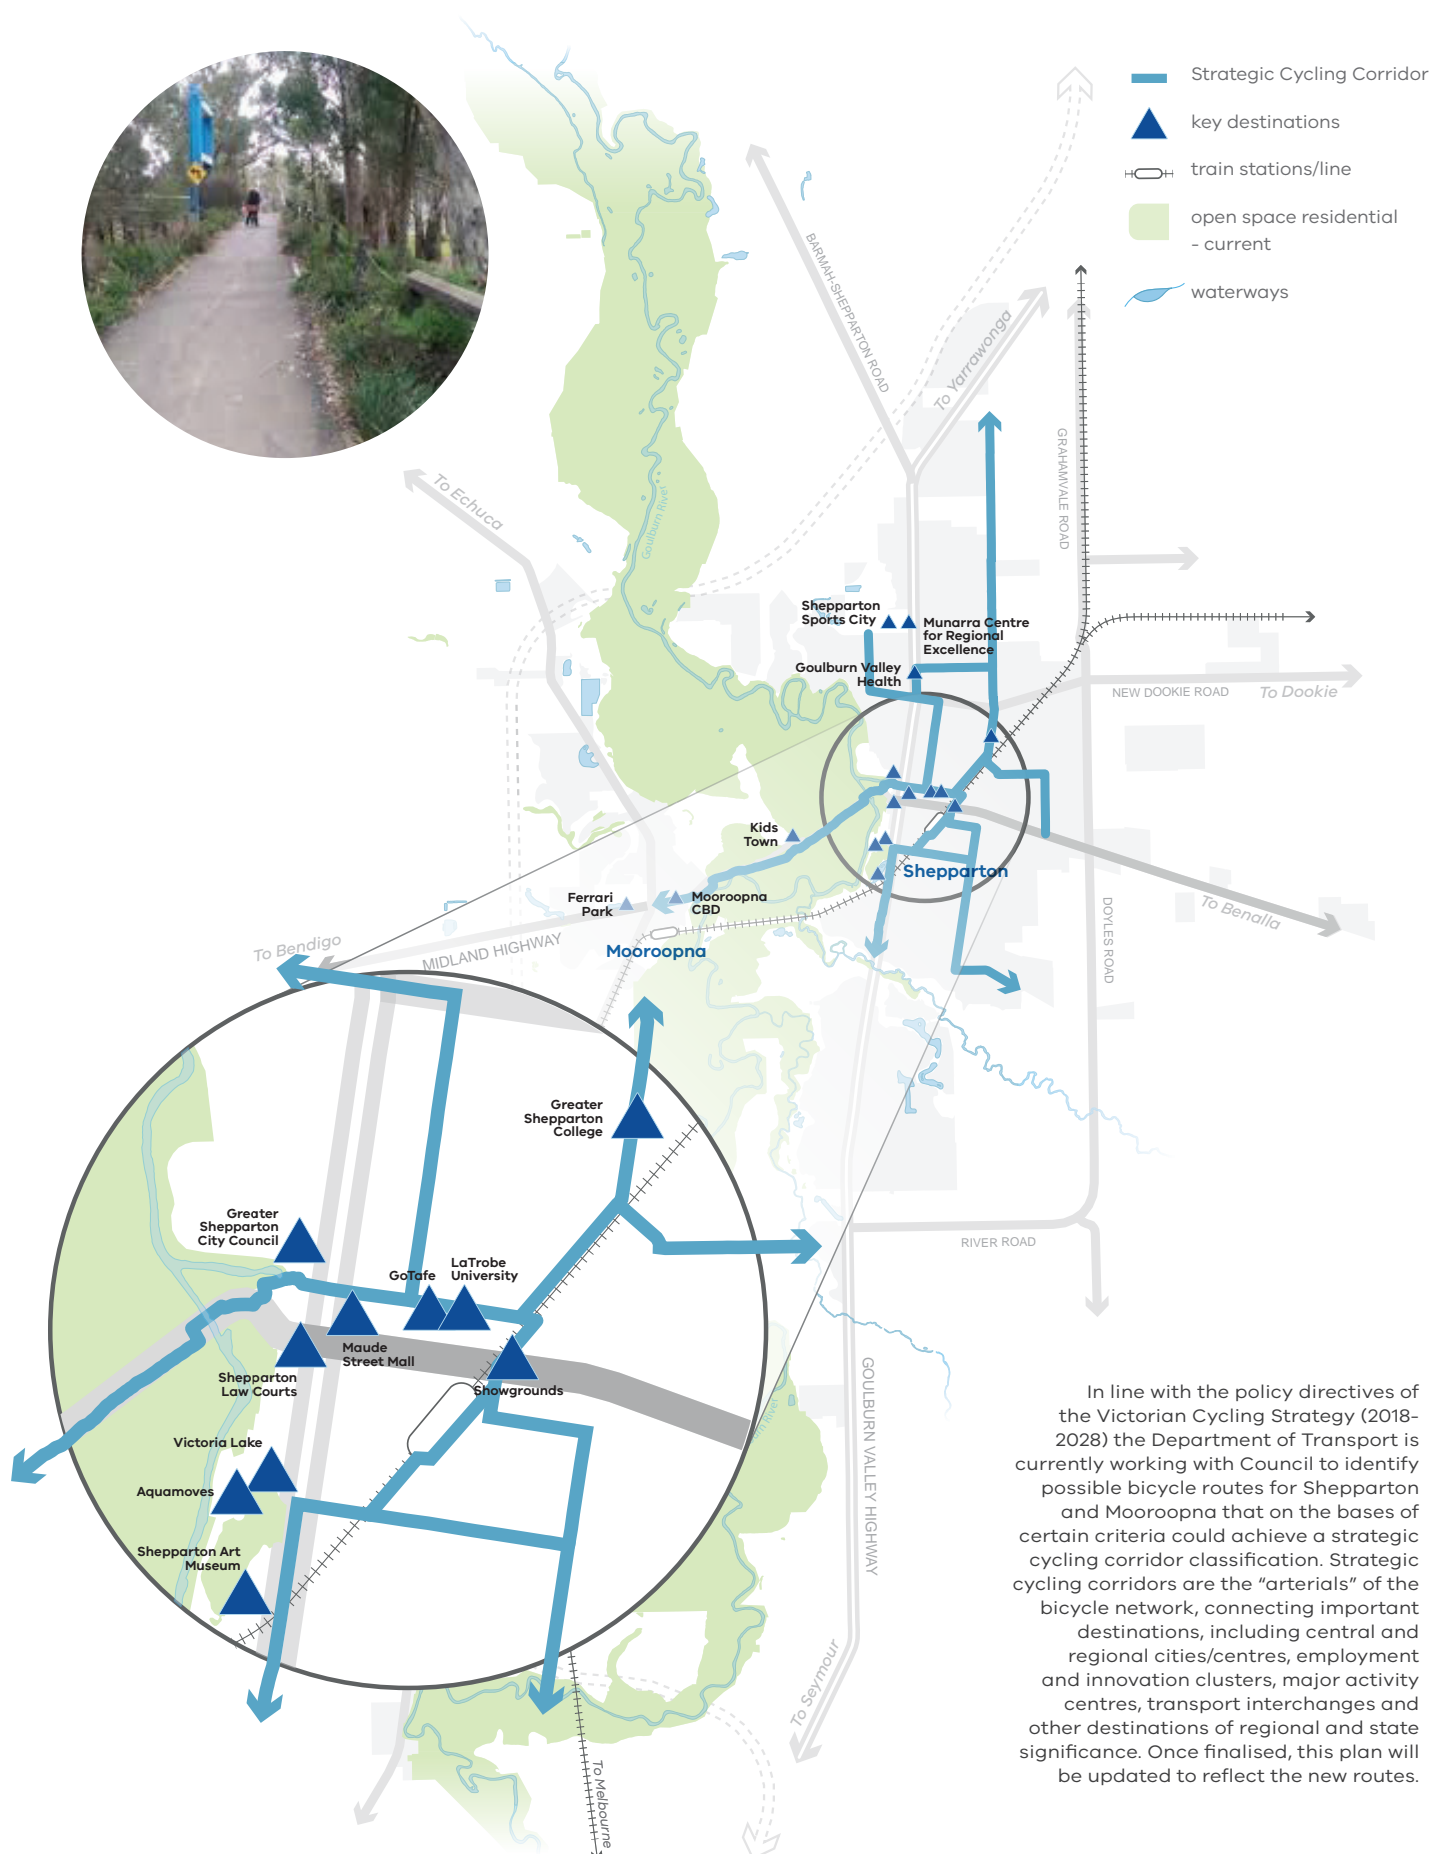 Strategic Cycling Corridor
key destinations
train stations/line
open space residential
- current
waterways
BARMAH-SHEPPARTON ROAD
To Yarrawonga
GRAHAMVALE ROAD
To Echuca
Goulburn River
Shepparton
Sports City
Munarra Centre
for Regional
Excellence
Goulburn Valley
Health
NEW DOOKIE ROAD
To Dookie
Kids
Town
Shepparton
Ferrari
Park
Mooroopna
CBD
To Benalla
DOYLES ROAD
To Bendigo
MIDLAND HIGHWAY
Mooroopna
Greater
Shepparton
College
Greater
Shepparton
City Council
GoTafe
LaTrobe
University
Maude
Street Mall
Shepparton
Law Courts
Showgrounds
Victoria Lake
Aquamoves
Shepparton Art
Museum
RIVER ROAD
GOULBURN VALLEY HIGHWAY
River
To Seymour
To Melbourne
In line with the policy directives of
the Victorian Cycling Strategy (2018-
2028) the Department of Transport is
currently working with Council to identify
possible bicycle routes for Shepparton
and Mooroopna that on the bases of
certain criteria could achieve a strategic
cycling corridor classification. Strategic
cycling corridors are the “arterials” of the
bicycle network, connecting important
destinations, including central and
regional cities/centres, employment
and innovation clusters, major activity
centres, transport interchanges and
other destinations of regional and state
significance. Once finalised, this plan will
be updated to reflect the new routes.